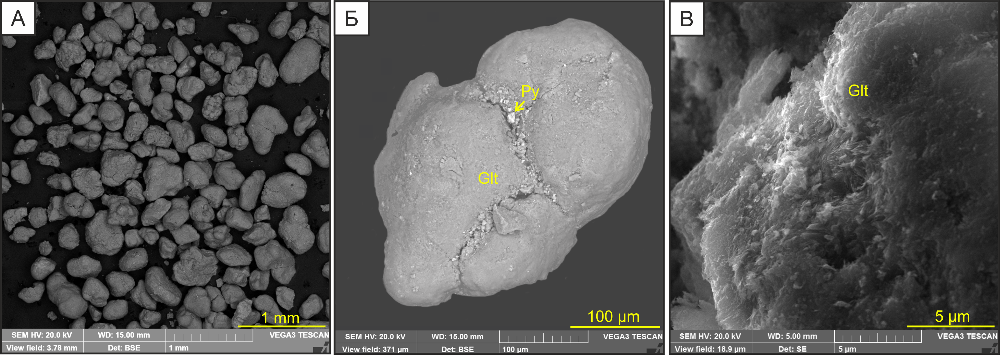 А
1 mm
SEM HV: 20.0 kV WD: 15.00 mm VEGA3 TESCAN
View field: 3.78 mm Det: BSE 1 mm
Б
Py
Glt
100 µm
SEM HV: 20.0 kV WD: 15.00 mm VEGA3 TESCAN
View field: 371 µm Det: BSE 100 µm
В
Glt
5 µm
SEM HV: 20.0 kV WD: 5.00 mm VEGA3 TESCAN
View field: 18.9 µm Det: SE 5 µm